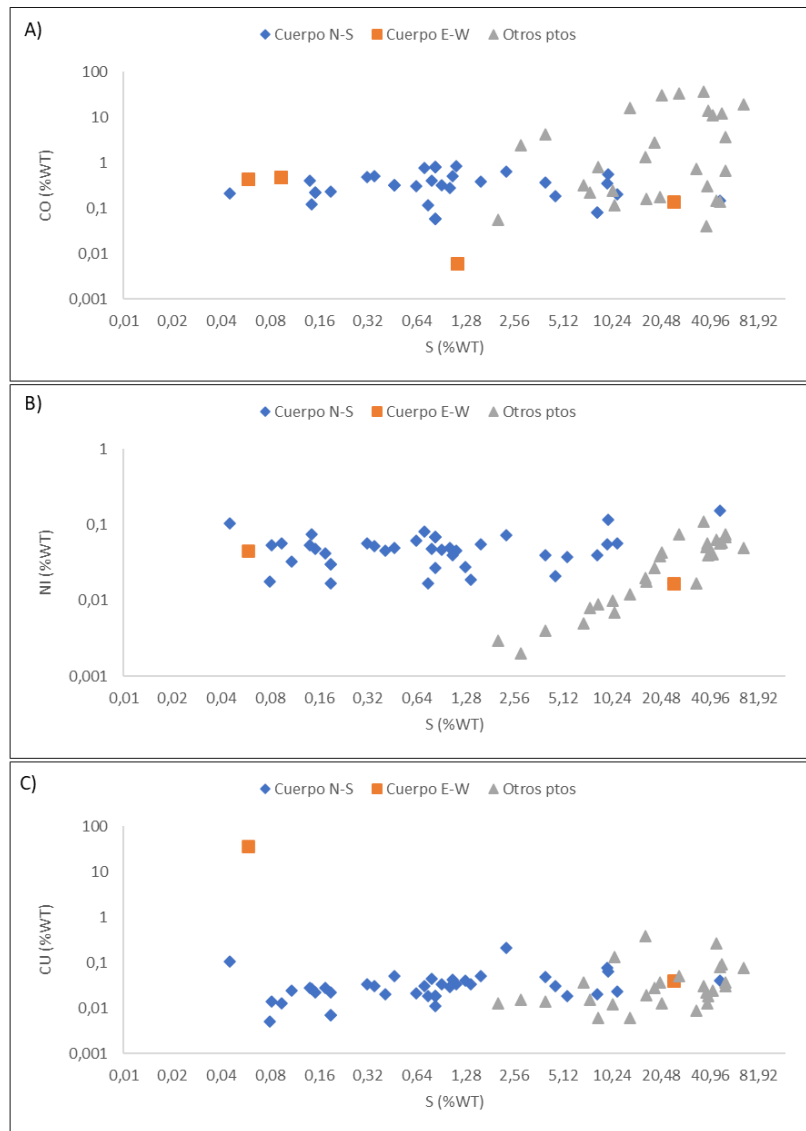 A)
Cuerpo N-S Cuerpo E-W Otros ptos
100
10
1
0,1
0,01
0,001
CO (%WT)
0,01 0,02 0,04 0,08 0,16 0,32 0,64 1,28 2,56 5,12 10,24 20,48 40,96 81,92
S (%WT)
B)
Cuerpo N-S Cuerpo E-W Otros ptos
1
0,1
0,01
0,001
NI (%WT)
0,01 0,02 0,04 0,08 0,16 0,32 0,64 1,28 2,56 5,12 10,24 20,48 40,96 81,92
S (%WT)
C)
Cuerpo N-S Cuerpo E-W Otros ptos
100
10
1
0,1
0,01
0,001
CU (%WT)
0,01 0,02 0,04 0,08 0,16 0,32 0,64 1,28 2,56 5,12 10,24 20,48 40,96 81,92
S (%WT)